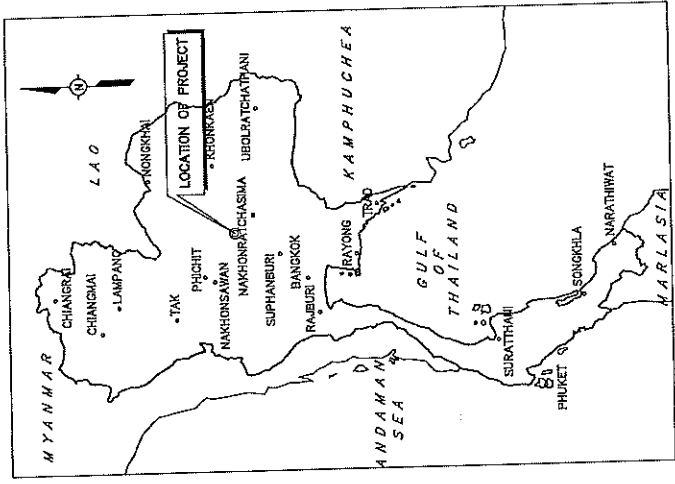 MYANMAR
LAO
CHIANGRAI
CHIANGMAI
LAMPANG
NONGKHAI
TAK
LOCATION OF PROJECT
PHICHIT
KHONKAEN
NAKHONSAWAN
NAKHONRATCHASIMA
UBOLRATCHATHANI
SUPHANBURI
BANGKOK
RAJBURI
KAMPHUCHEA
RAYONG
TRAD
ANDAMAN
SEA
GULF
OF
THAILAND
SURATTHANI
PHUKET
SONGKHLA
NARATHIWAT
MARLASIA
N